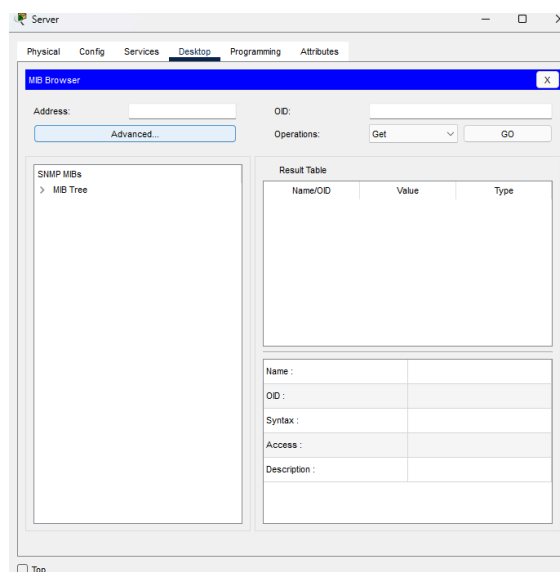 Server
Physical Config Services Desktop Programming Attributes
MIB Browser X
Address: OID:
Advanced... Operations: Get GO
SNMP MIBs
MIB Tree
Result Table
Name/OID Value Type
Name :
OID :
Syntax :
Access :
Description :
Top